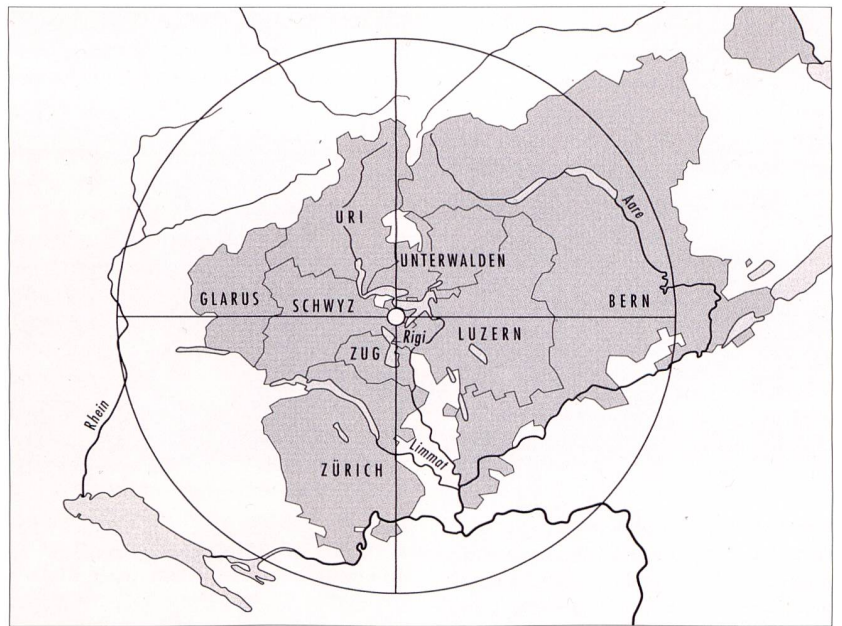 Aare
URI
UNTERWALDEN
GLARUS
SCHWYZ
BERN
Rigi
LUZERN
ZUG
Rhein
Limmat
ZÜRICH